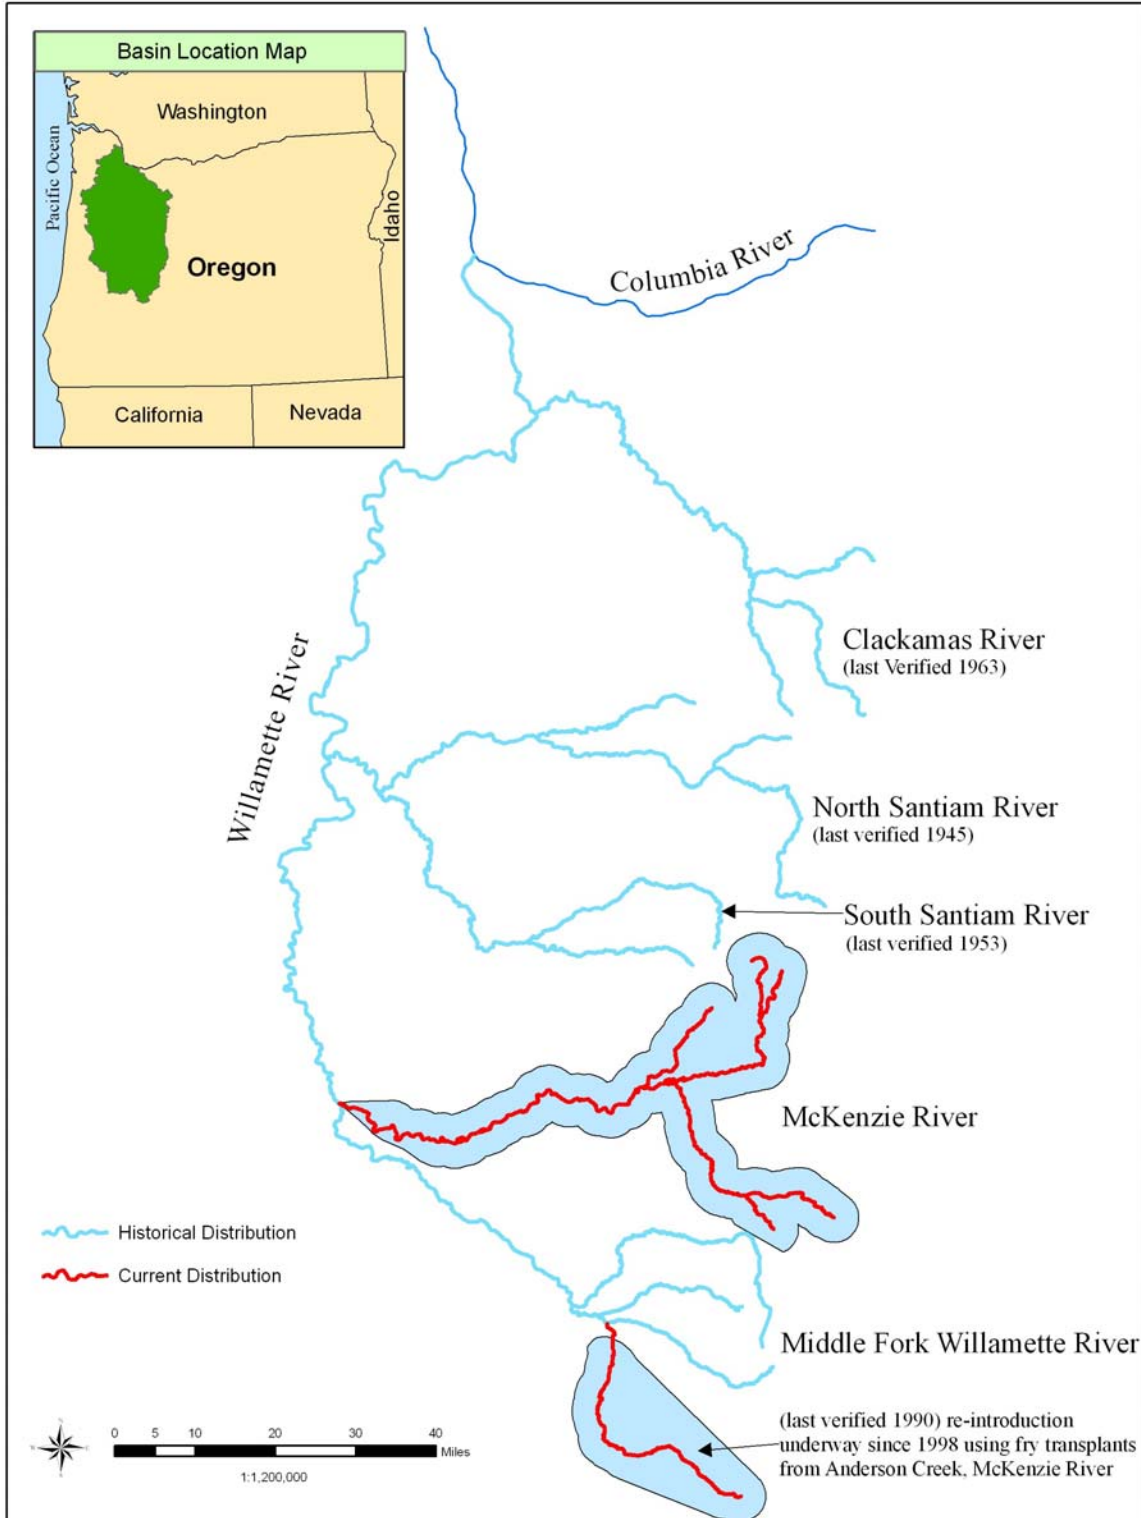 Basin Location Map
Washington
Pacific Ocean
Idaho
Oregon
California
Nevada
Columbia River
Willamette River
Clackamas River
(last Verified 1963)
North Santiam River
(last verified 1945)
South Santiam River
(last verified 1953)
McKenzie River
Historical Distribution
Current Distribution
Middle Fork Willamette River
(last verified 1990) re-introduction
underway since 1998 using fry transplants
from Anderson Creek, McKenzie River
0 5 10 20 30 40
Miles
1:1,200,000